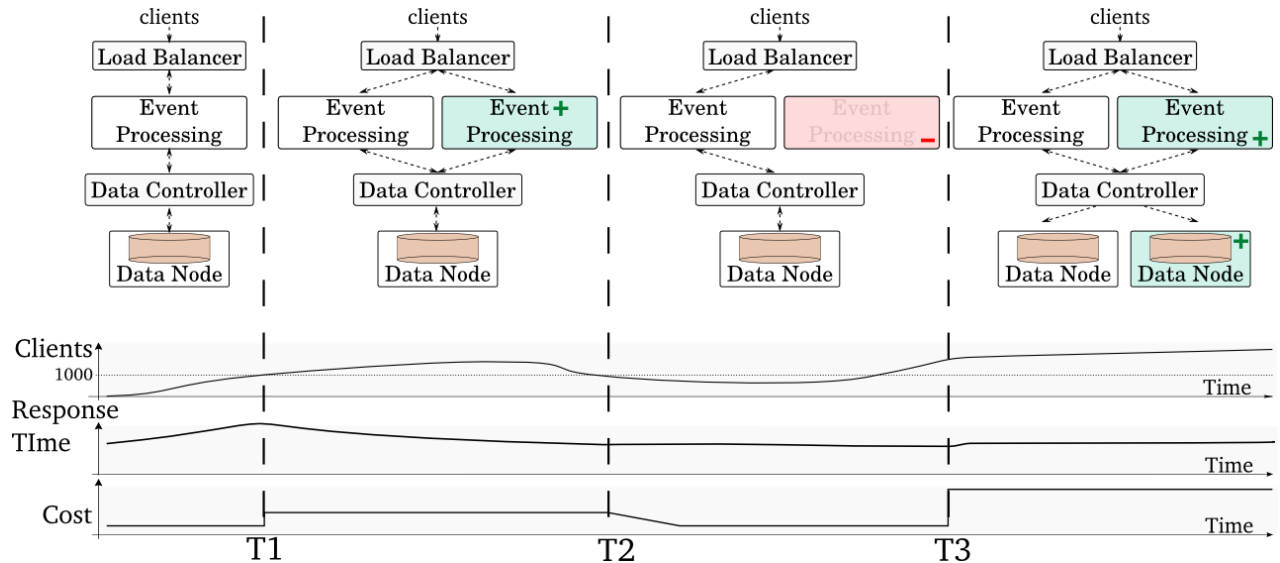 clients
Load Balancer
Event
Processing
Data Controller
Data Node
clients
Load Balancer
Event
Processing
Event +
Processing
Data Controller
Data Node
clients
Load Balancer
Event
Processing
Event
Processing −
Data Controller
Data Node
clients
Load Balancer
Event
Processing
Event
Processing +
Data Controller
Data Node
+
Data Node
Clients
1000
Time
Response
TIme
Time
Cost
Time
T1
T2
T3